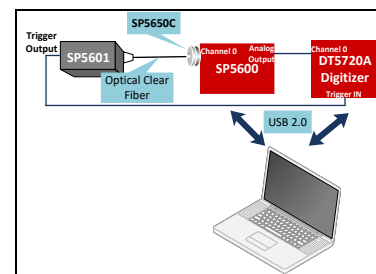 SP5650C
Trigger
Output
SP5601
Optical Clear
Fiber
Channel 0
Analog
Output
SP5600
Channel 0
DT5720A
Digitizer
Trigger IN
USB 2.0